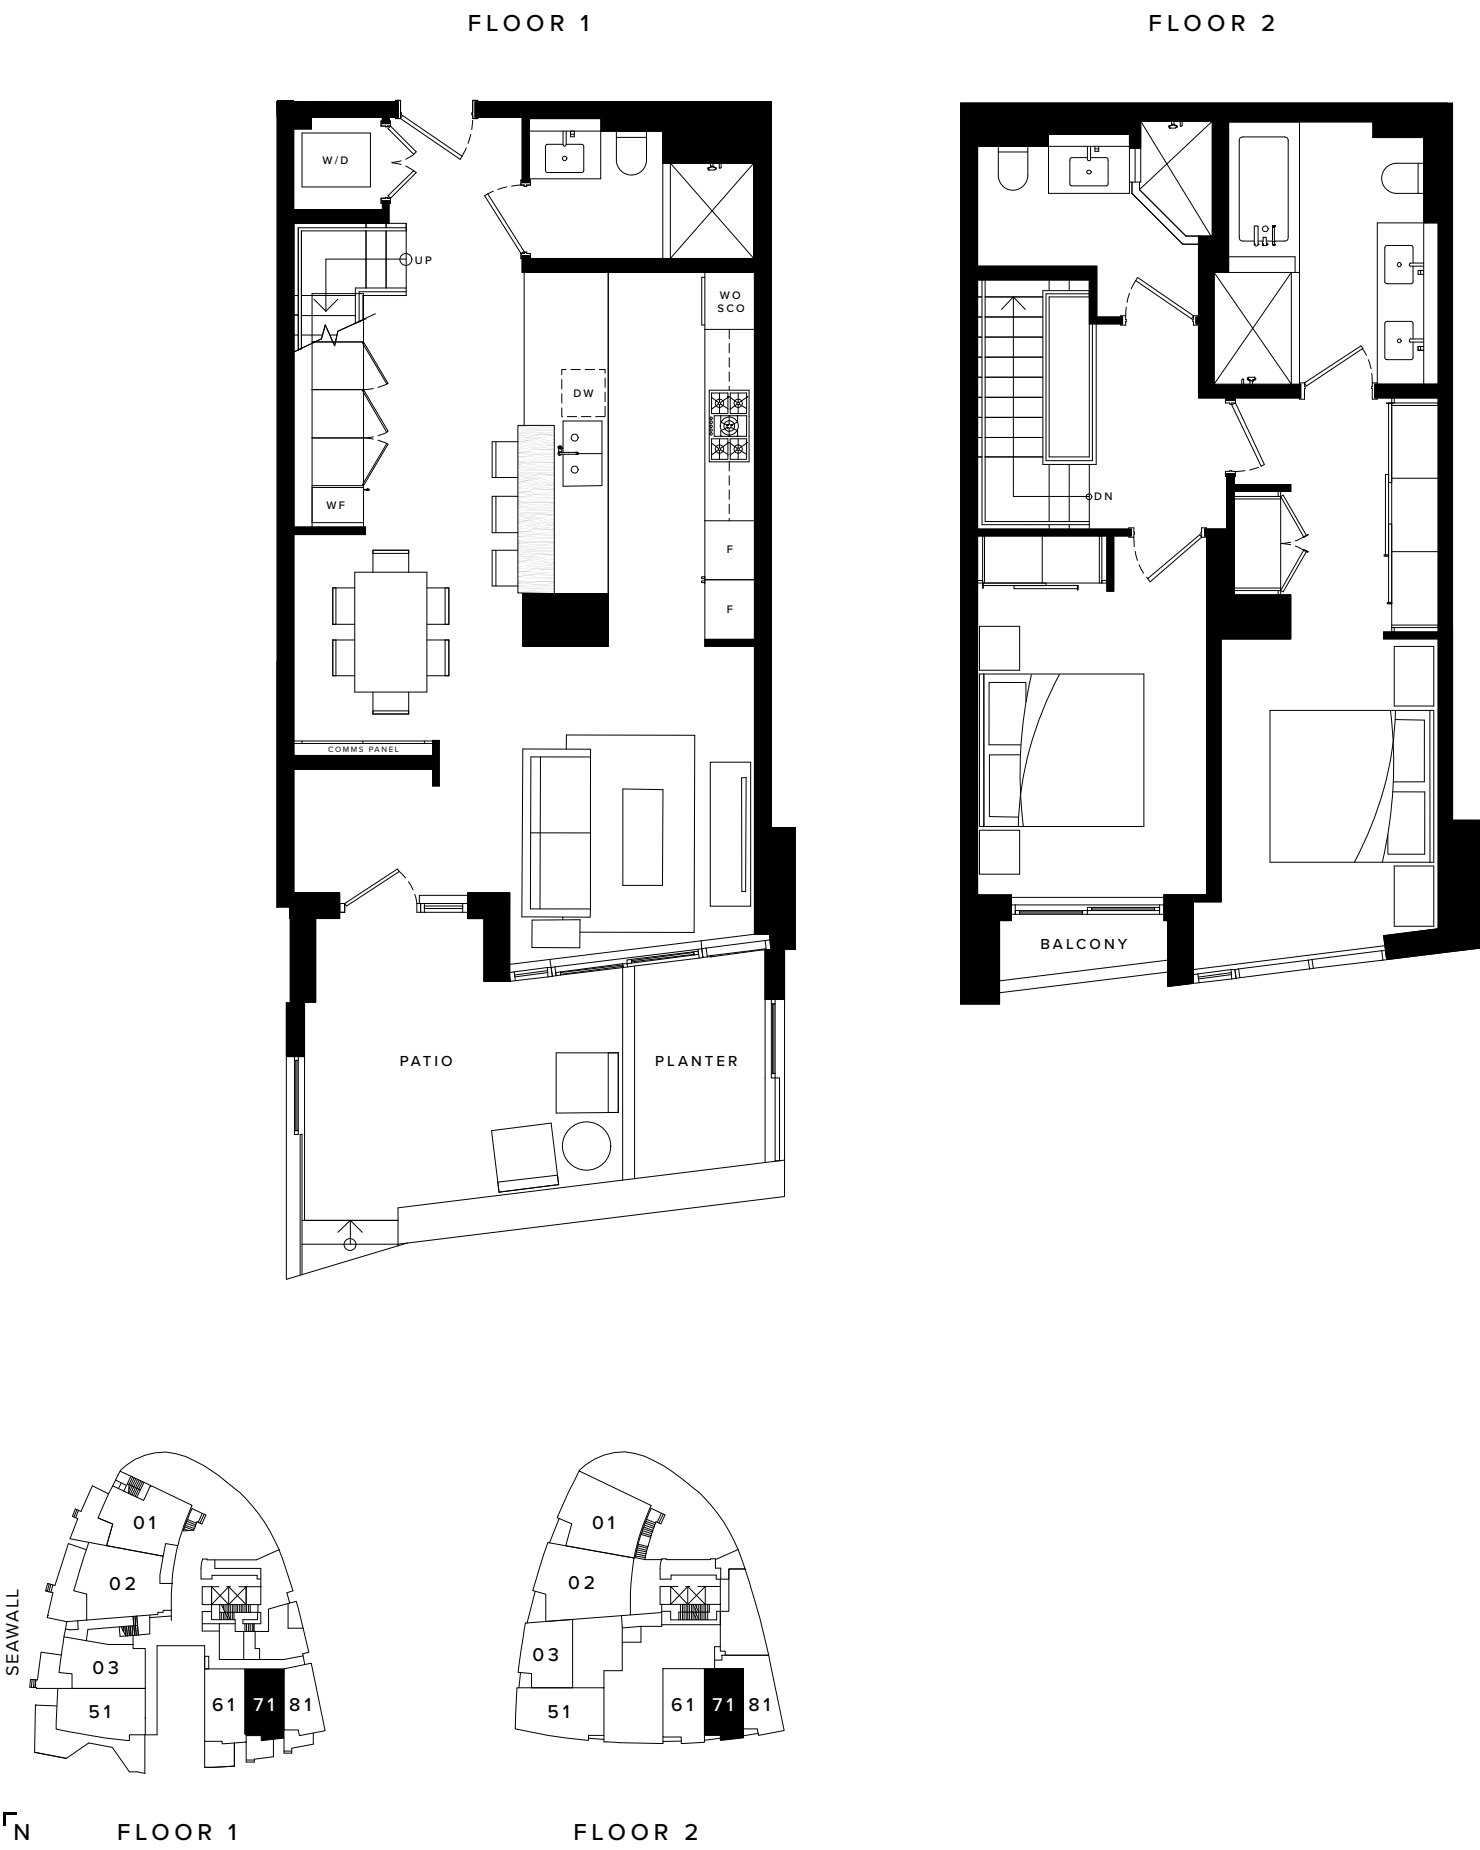 FLOOR 1
FLOOR 2
W/D
UP
WO
SCO
DW
WF
F
F
COMMS PANEL
PATIO
PLANTER
DN
BALCONY
SEAWALL
01
02
03
51
61
71
81
01
02
03
51
61
71
81
N
FLOOR 1
FLOOR 2